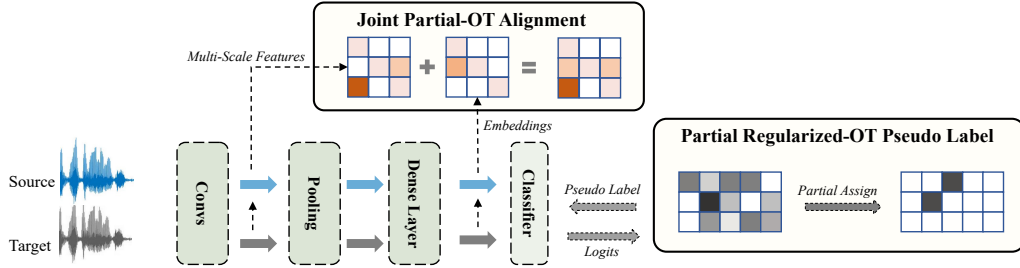 Joint Partial-OT Alignment
Multi-Scale Features
+
=
Embeddings
Source
Target
Convs
Pooling
Dense Layer
Classifier
Pseudo Label
Logits
Partial Regularized-OT Pseudo Label
Partial Assign